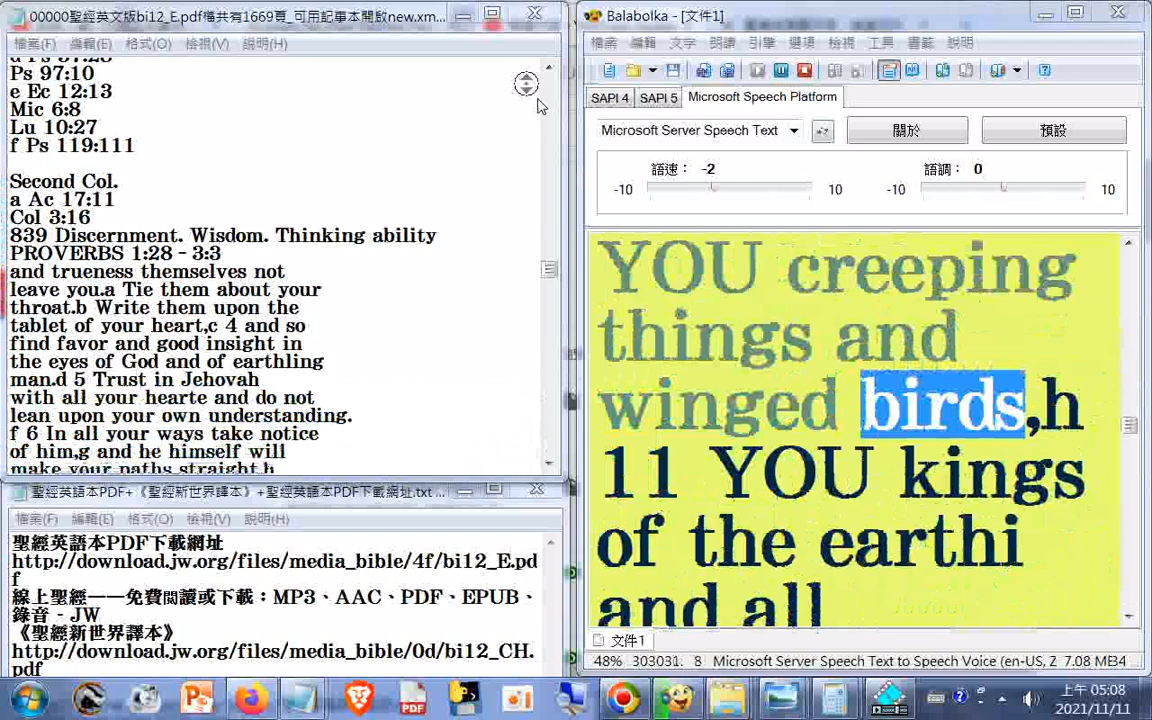 00000聖經英文版bi12_E.pdf檔共有1669頁_可用記事本開啟new.xm...
檔案(F) 編輯(E) 格式(O) 檢視(V) 說明(H)
Ps 97:10
e Ec 12:13
Mic 6:8
Lu 10:27
f Ps 119:111
Second Col.
a Ac 17:11
Col 3:16
839 Discernment. Wisdom. Thinking ability
PROVERBS 1:28 - 3:3
and trueness themselves not
leave you.a Tie them about your
throat.b Write them upon the
tablet of your heart,c 4 and so
find favor and good insight in
the eyes of God and of earthling
man.d 5 Trust in Jehovah
with all your hearte and do not
lean upon your own understanding.
f 6 In all your ways take notice
of him,g and he himself will
make your paths straight.h
聖經英語本PDF+《聖經新世界譯本》+聖經英語本PDF下載網址.txt ...
檔案(F) 編輯(E) 格式(O) 檢視(V) 說明(H)
聖經英語本PDF下載網址
http://download.jw.org/files/media_bible/4f/bi12_E.pd
f
線上聖經——免費閱讀或下載：MP3、AAC、PDF、EPUB、
錄音 - JW
《聖經新世界譯本》
http://download.jw.org/files/media_bible/0d/bi12_CH.
pdf
Balabolka - [文件1]
檔案 編輯 文字 朗讀 引擎 選項 檢視 工具 書籤 說明
SAPI 4 SAPI 5 Microsoft Speech Platform
Microsoft Server Speech Text 關於 預設
語速： -2 語調： 0
-10 10 -10 10
YOU creeping
things and
winged birds,h
11 YOU kings
of the earthi
and all
文件1
48% 303031. 8 Microsoft Server Speech Text to Speech Voice (en-US, 2 7.08 MB34
PDF
上午 05:08
2021/11/11